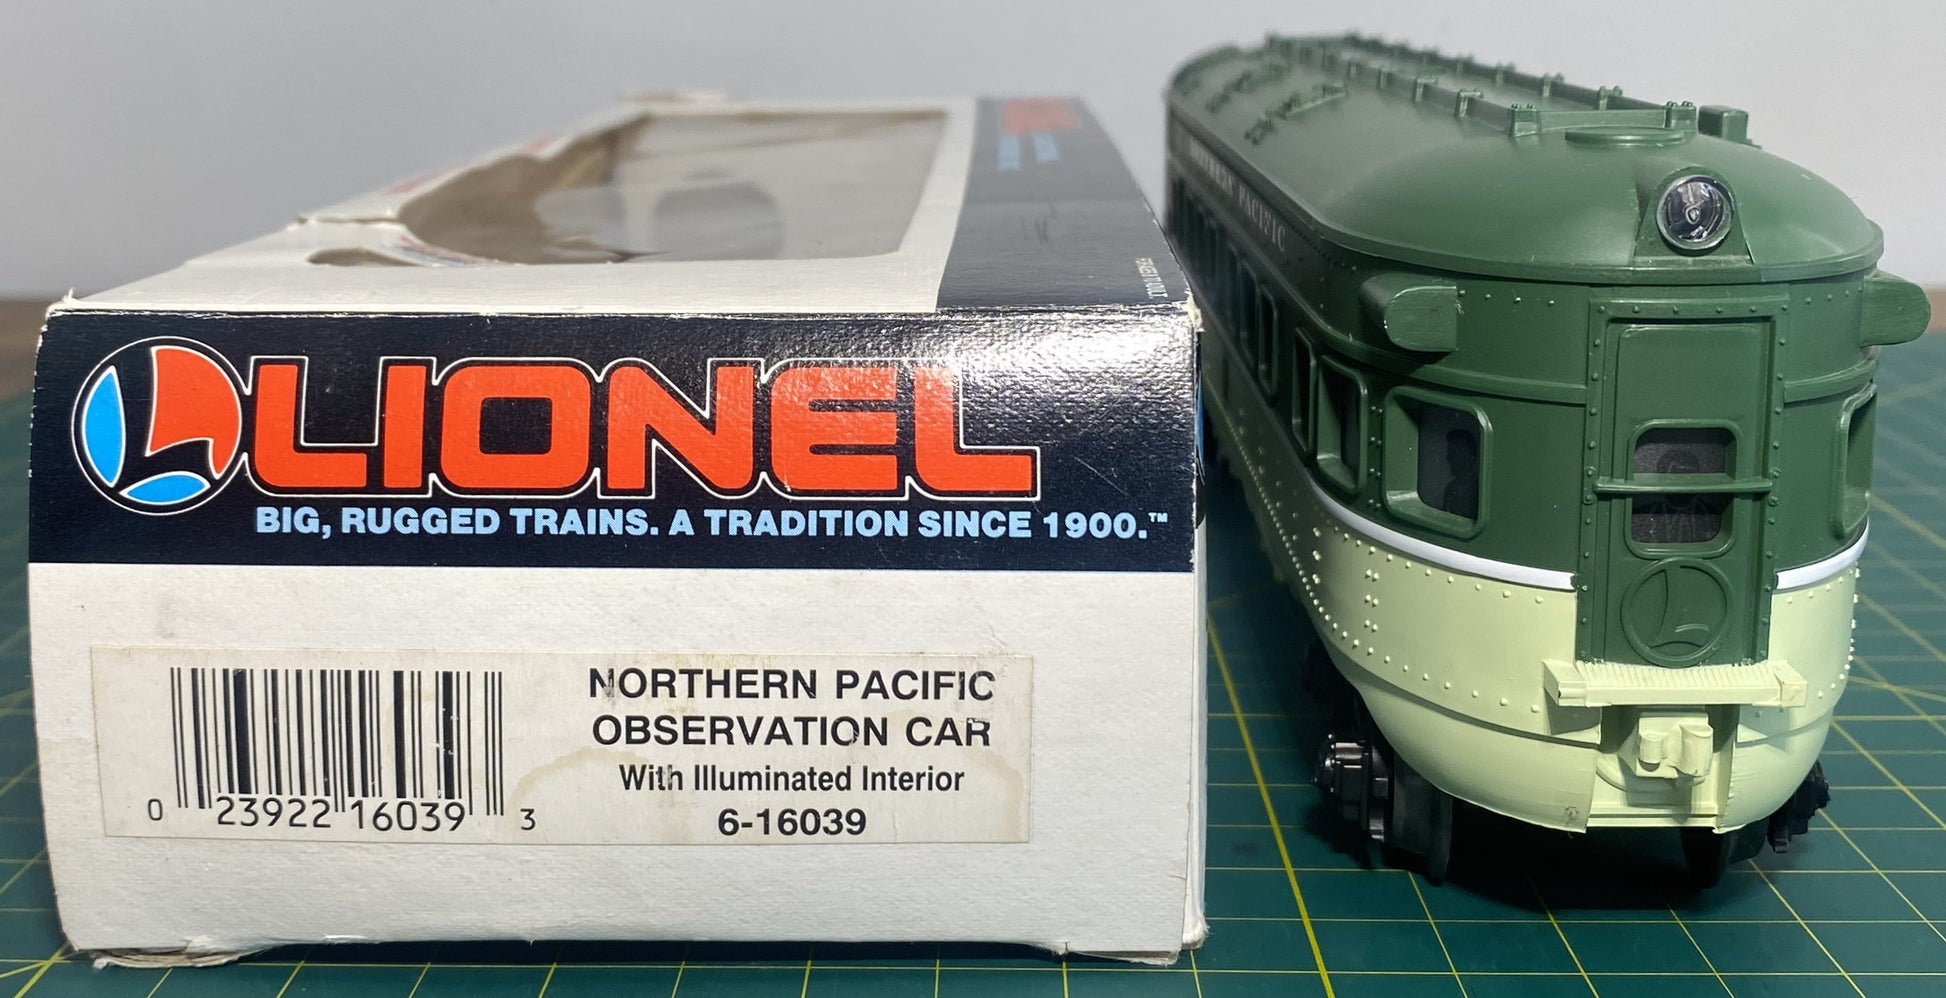 LIONEL
BIG, RUGGED TRAINS. A TRADITION SINCE 1900.™
NORTHERN PACIFIC
OBSERVATION CAR
With Illuminated Interior
6-16039
0 23922 16039 3
NORTHERN PACIFIC